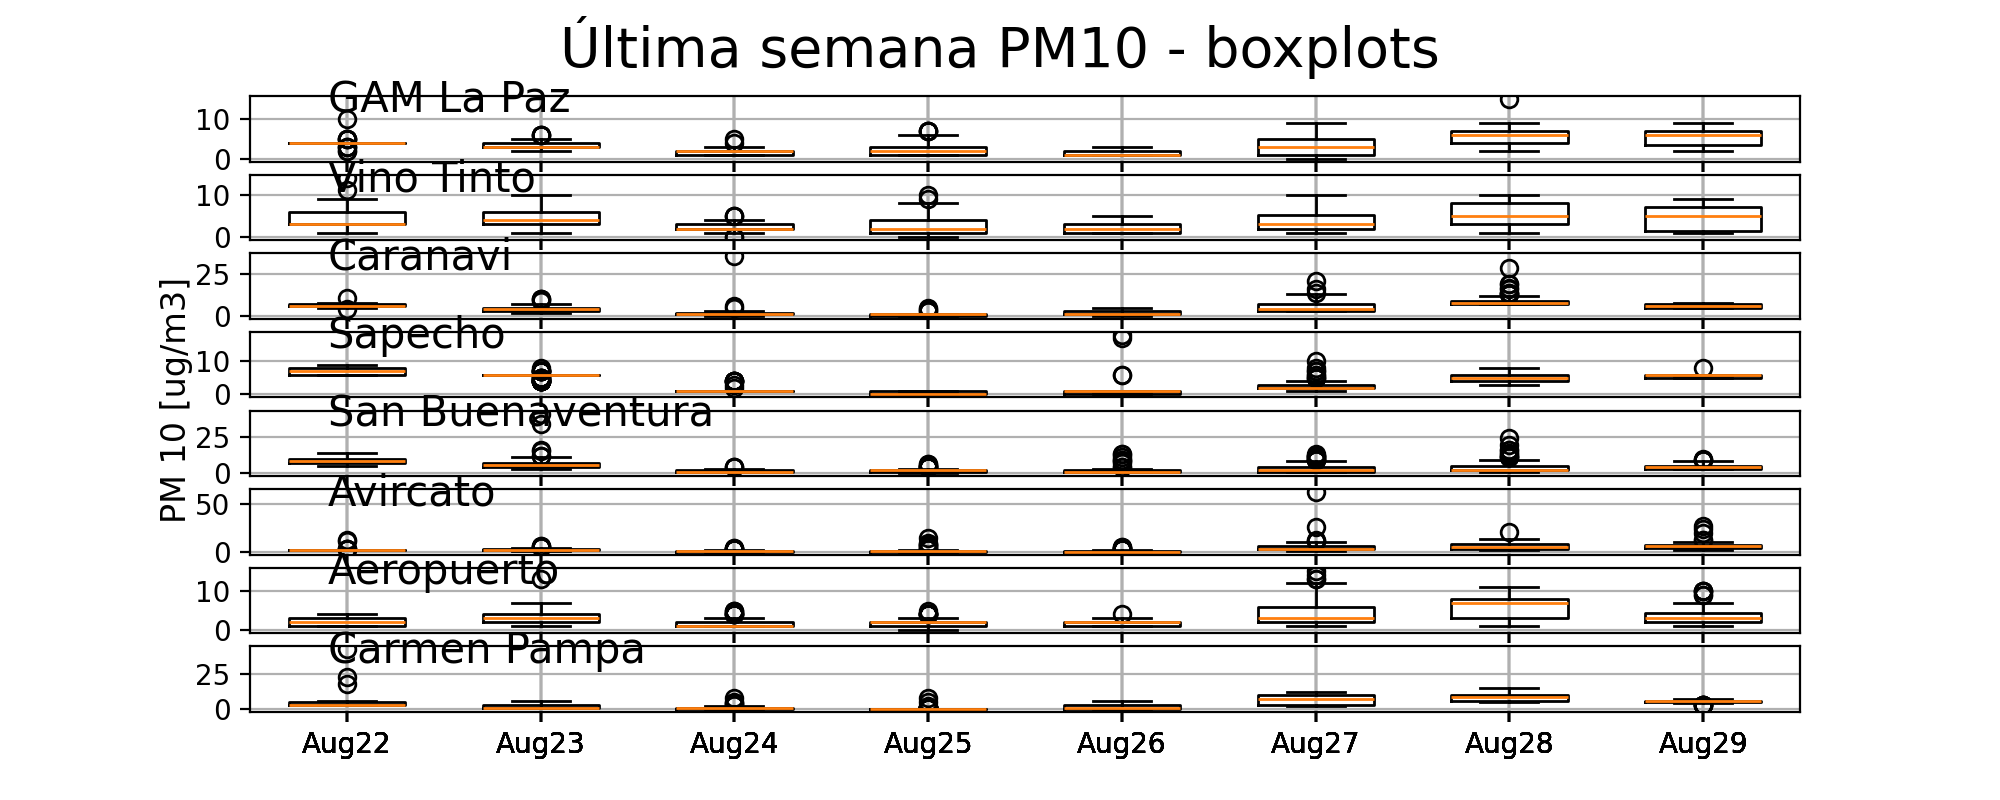 Última semana PM10 - boxplots
GAM La Paz
10
0
Vino Tinto
10
0
Caranavi
25
0
Sapecho
10
0
San Buenaventura
25
0
Avircato
50
0
Aeropuerto
10
0
Carmen Pampa
25
0
PM 10 [ug/m3]
Aug22 Aug23 Aug24 Aug25 Aug26 Aug27 Aug28 Aug29